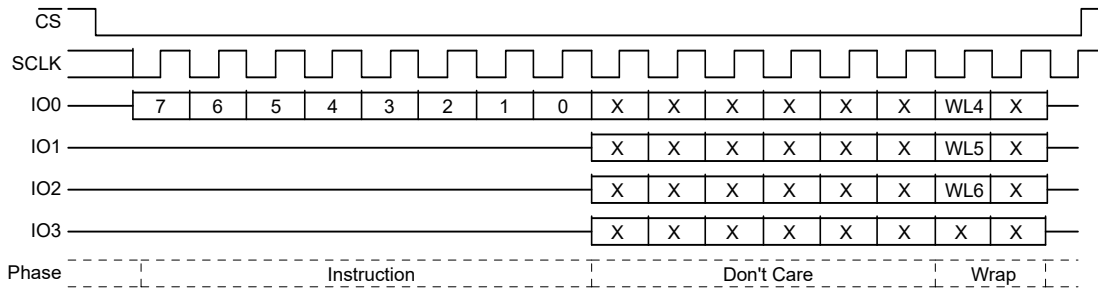 CS
SCLK
IO0 7 6 5 4 3 2 1 0 X X X X X X WL4 X
IO1 X X X X X X WL5 X
IO2 X X X X X X WL6 X
IO3 X X X X X X X X
Phase Instruction Don't Care Wrap